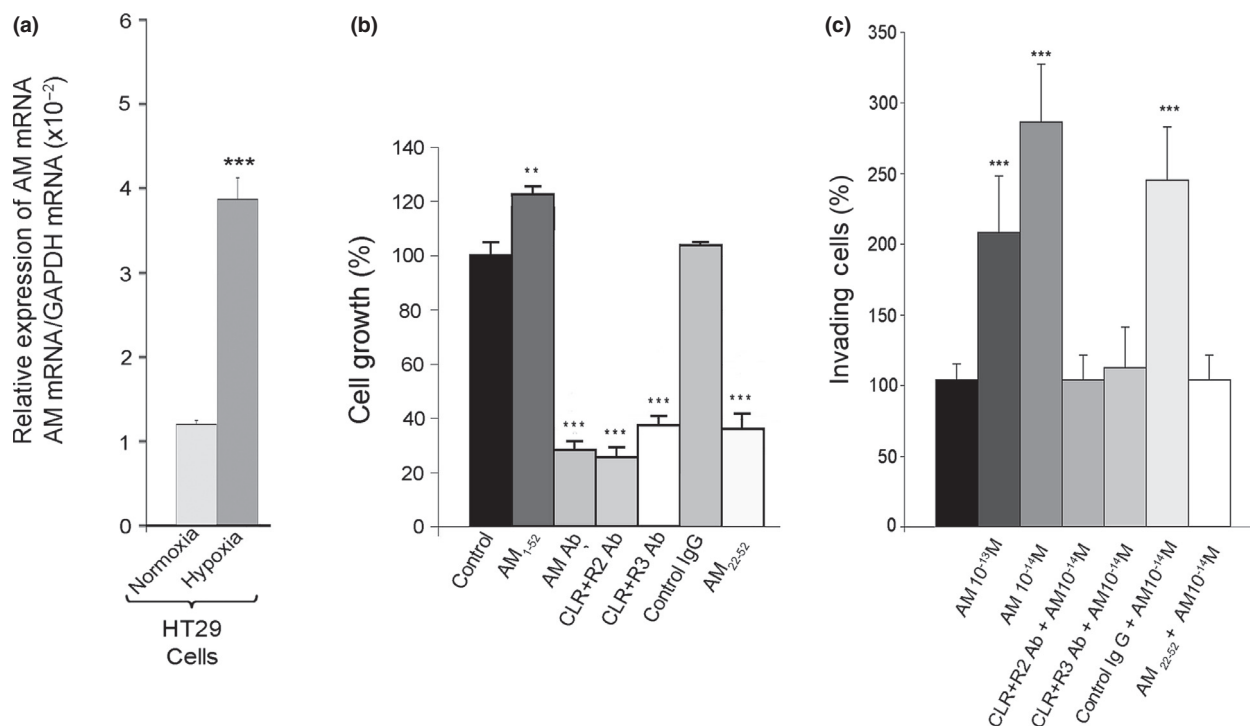 (a)
Relative expression of AM mRNA
AM mRNA/GAPDH mRNA (x10⁻²)
6
5
4
3
2
1
0
***
Normoxia
Hypoxia
HT29
Cells
(b)
Cell growth (%)
140
120
100
80
60
40
20
0
**
***
***
***
***
Control
AM₁₋₅₂
AM Ab,
CLR+R2 Ab
CLR+R3 Ab
Control IgG
AM₂₂₋₅₂
(c)
Invading cells (%)
350
300
250
200
150
100
50
0
***
***
***
AM 10⁻¹³M
AM 10⁻¹⁴M
CLR+R2 Ab + AM10⁻¹⁴M
CLR+R3 Ab + AM10⁻¹⁴M
Control Ig G + AM10⁻¹⁴M
AM ₂₂₋₅₂ + AM10⁻¹⁴M